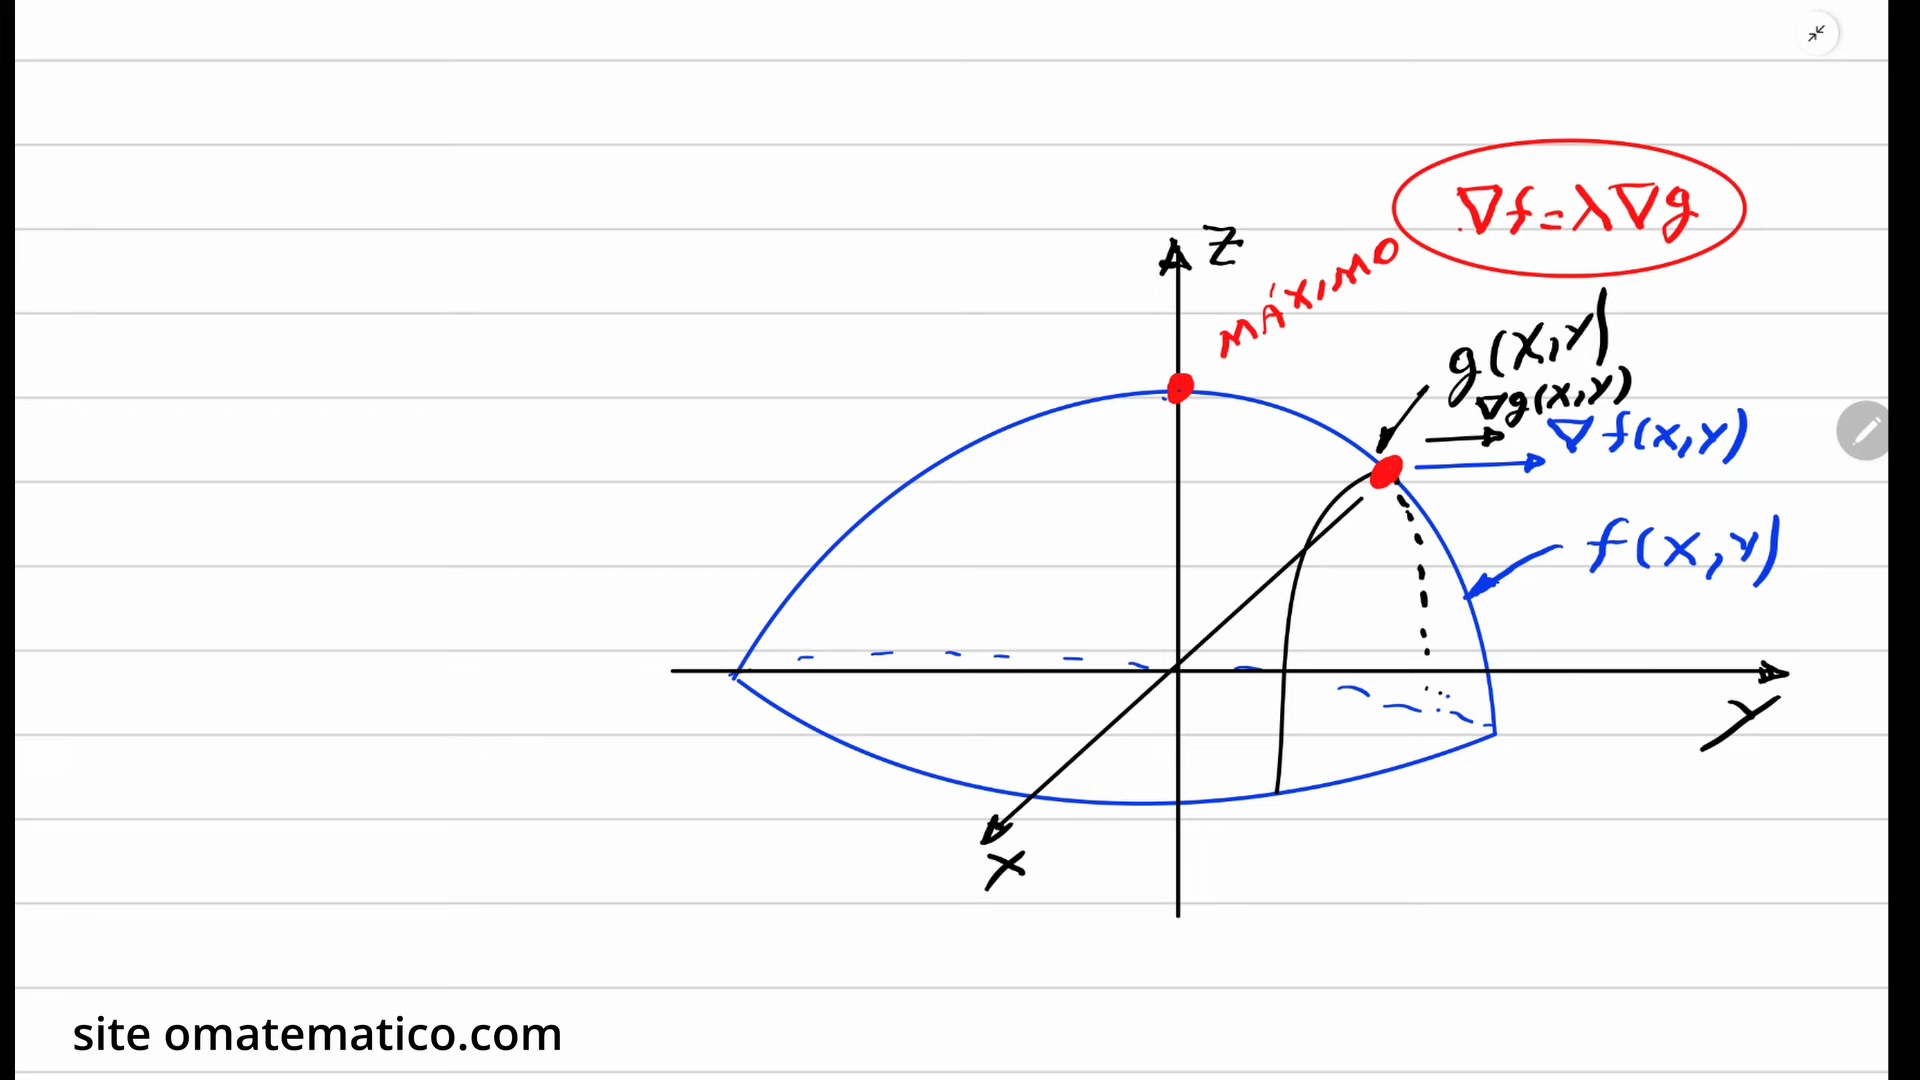 ∇f=λ∇g
Z
MÁXIMO
g(x,y)
∇g(x,y)
∇f(x,y)
f(x,y)
y
x
site omatematico.com